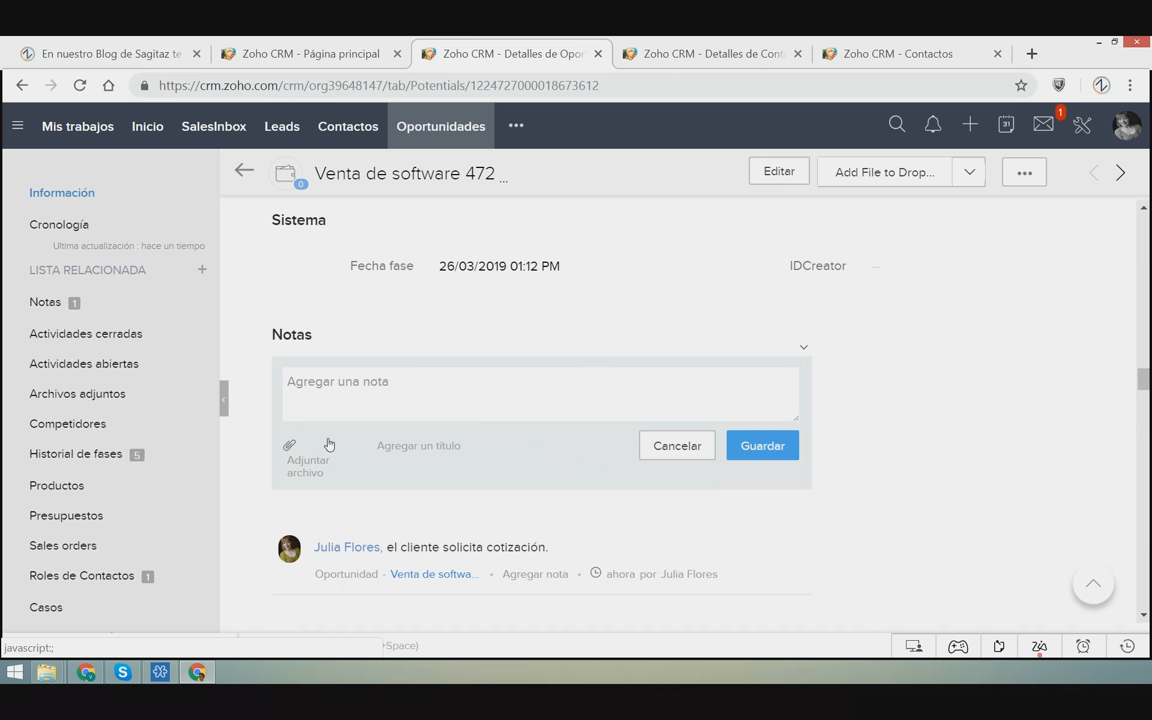 En nuestro Blog de Sagitaz te
Zoho CRM - Página principal
Zoho CRM - Detalles de Opor
Zoho CRM - Detalles de Cont
Zoho CRM - Contactos
https://crm.zoho.com/crm/org39648147/tab/Potentials/1224727000018673612
Mis trabajos Inicio SalesInbox Leads Contactos Oportunidades
31
1
0
Venta de software 472 ...
Editar
Add File to Drop...
Información
Cronología
Ultima actualización : hace un tiempo
LISTA RELACIONADA
Notas 1
Actividades cerradas
Actividades abiertas
Archivos adjuntos
Competidores
Historial de fases 5
Productos
Presupuestos
Sales orders
Roles de Contactos 1
Casos
Sistema
Fecha fase 26/03/2019 01:12 PM
IDCreator —
Notas
Agregar una nota
Adjuntar
archivo
Agregar un título
Cancelar
Guardar
Julia Flores, el cliente solicita cotización.
Oportunidad - Venta de softwa... • Agregar nota • ahora por Julia Flores
javascript:;
+Space)